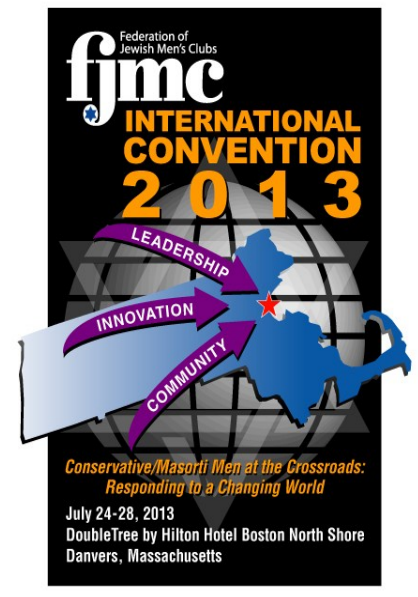 Federation of
Jewish Men's Clubs
fjmc
INTERNATIONAL
CONVENTION
2013
LEADERSHIP
INNOVATION
COMMUNITY
Conservative/Masorti Men at the Crossroads:
Responding to a Changing World
July 24-28, 2013
DoubleTree by Hilton Hotel Boston North Shore
Danvers, Massachusetts